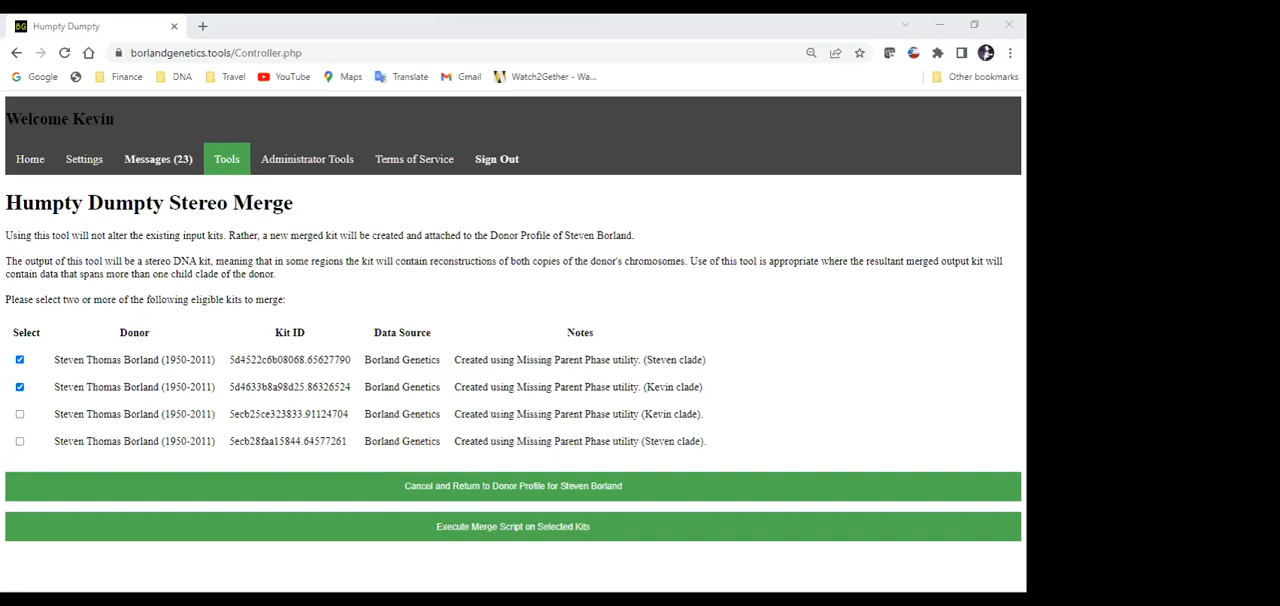 BG Humpty Dumpty
borlandgenetics.tools/Controller.php
Google Finance DNA Travel YouTube Maps Translate Gmail Watch2Gether - Wa... Other bookmarks
Welcome Kevin
Home Settings Messages (23) Tools Administrator Tools Terms of Service Sign Out
Humpty Dumpty Stereo Merge
Using this tool will not alter the existing input kits. Rather, a new merged kit will be created and attached to the Donor Profile of Steven Borland.
The output of this tool will be a stereo DNA kit, meaning that in some regions the kit will contain reconstructions of both copies of the donor's chromosomes. Use of this tool is appropriate where the resultant merged output kit will
contain data that spans more than one child clade of the donor.
Please select two or more of the following eligible kits to merge:
Select Donor Kit ID Data Source Notes
Steven Thomas Borland (1950-2011) 5d4522c6b08068.65627790 Borland Genetics Created using Missing Parent Phase utility. (Steven clade)
Steven Thomas Borland (1950-2011) 5d4633b8a98d25.86326524 Borland Genetics Created using Missing Parent Phase utility. (Kevin clade)
Steven Thomas Borland (1950-2011) 5ecb25ce323833.91124704 Borland Genetics Created using Missing Parent Phase utility (Kevin clade).
Steven Thomas Borland (1950-2011) 5ecb28faa15844.64577261 Borland Genetics Created using Missing Parent Phase utility (Steven clade).
Cancel and Return to Donor Profile for Steven Borland
Execute Merge Script on Selected Kits